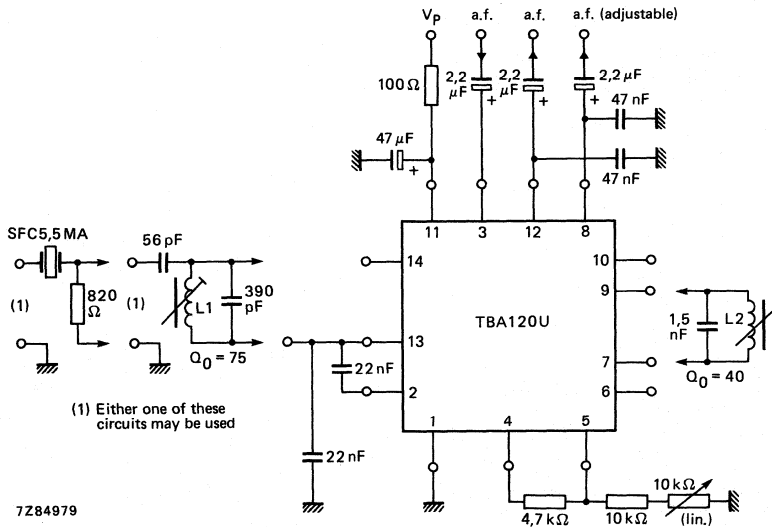 V_P
a.f.
a.f.
a.f. (adjustable)
100 Ω
2,2 μF
+
2,2 μF
+
2,2 μF
+
47 nF
47 μF
+
47 nF
11
3
12
8
SFC5,5 MA
56 pF
14
10
9
(1)
820 Ω
(1)
L1
390 pF
TBA120U
1,5 nF
L2
13
7
Q0 = 75
22 nF
2
6
Q0 = 40
(1) Either one of these
circuits may be used
1
4
5
22 nF
10 kΩ
4,7 kΩ
10 kΩ
(lin.)
7Z84979